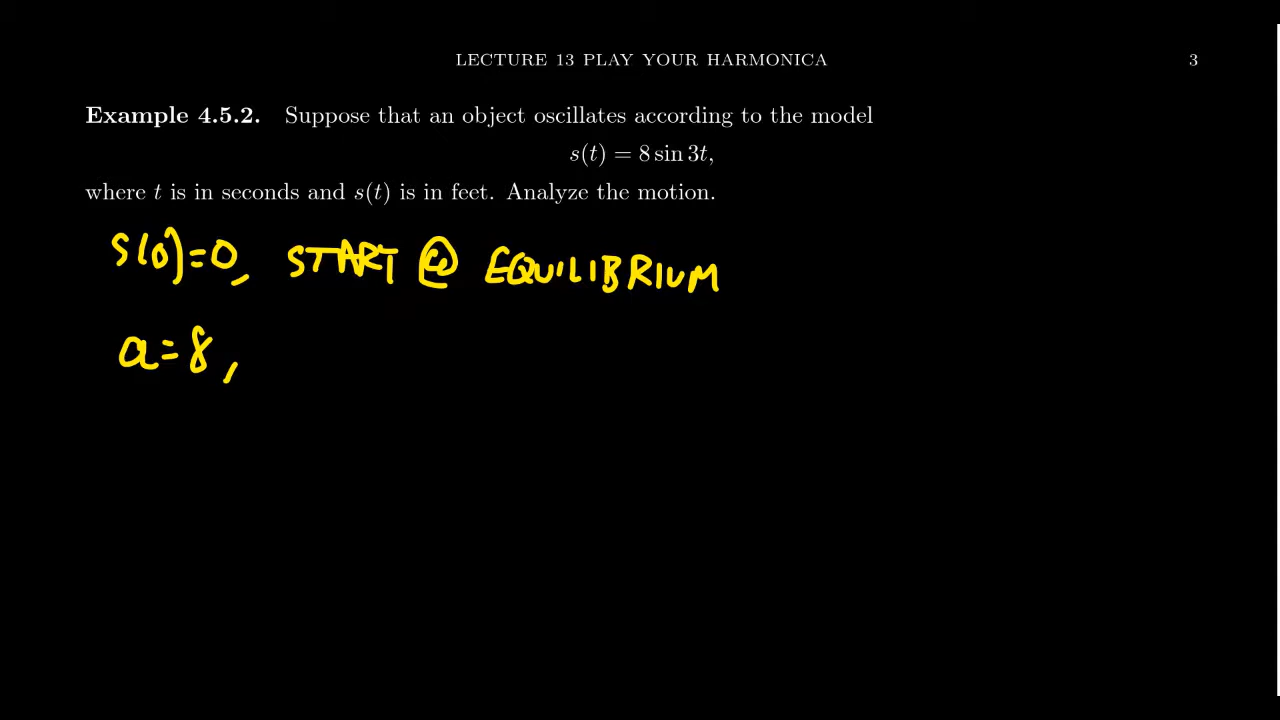 LECTURE 13 PLAY YOUR HARMONICA 3
Example 4.5.2. Suppose that an object oscillates according to the model
s(t) = 8 sin 3t,
where t is in seconds and s(t) is in feet. Analyze the motion.
s(0)=0, START @ EQUILIBRIUM
a=8,